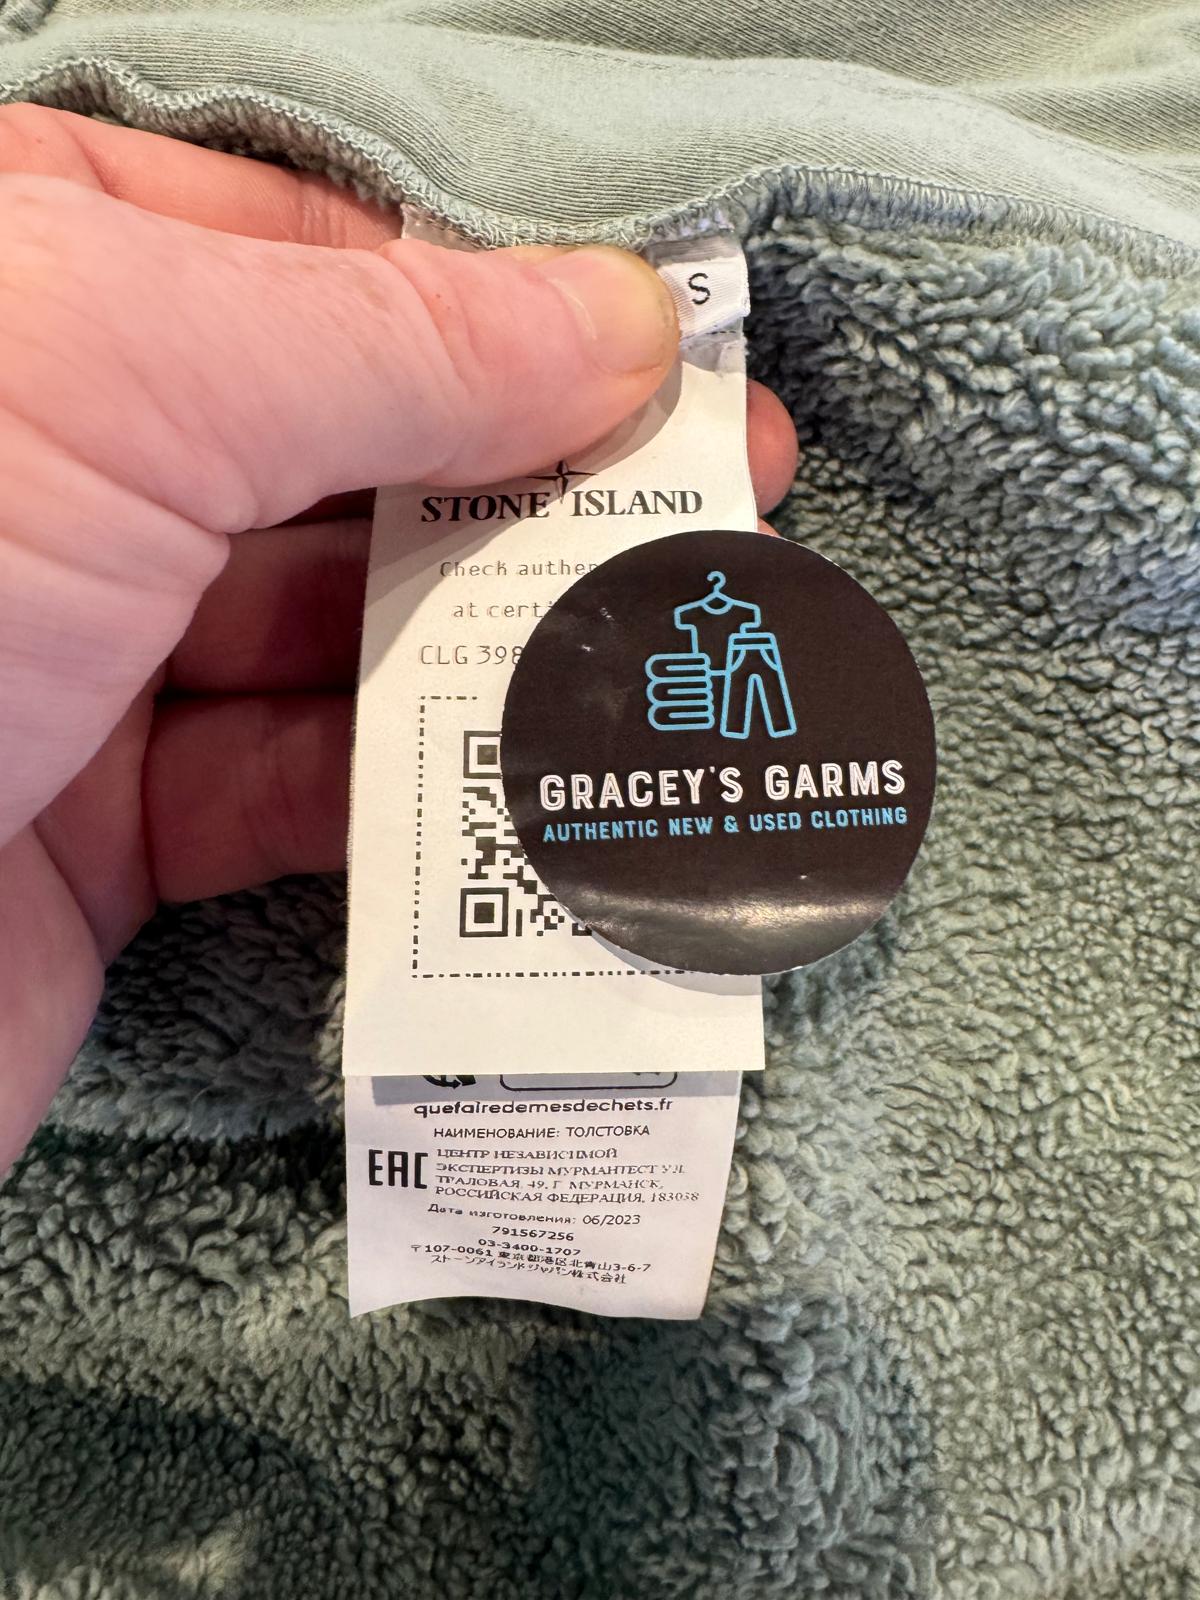 S
STONE ISLAND
Check authen
at certi
CLG 398
GRACEY'S GARMS
AUTHENTIC NEW & USED CLOTHING
quefairedemesdechets.fr
НАИМЕНОВАНИЕ: ТОЛСТОВКА
EAC
ЦЕНТР НЕЗАВИСИМОЙ
ЭКСПЕРТИЗЫ МУРМАНТЕСТ УЛ.
ТРАЛОВАЯ, 49, Г. МУРМАНСК,
РОССИЙСКАЯ ФЕДЕРАЦИЯ, 183038
Дата изготовления: 06/2023
791567256
03-3400-1707
〒107-0061 東京都港区北青山3-6-7
ストーンアイランドジャパン株式会社